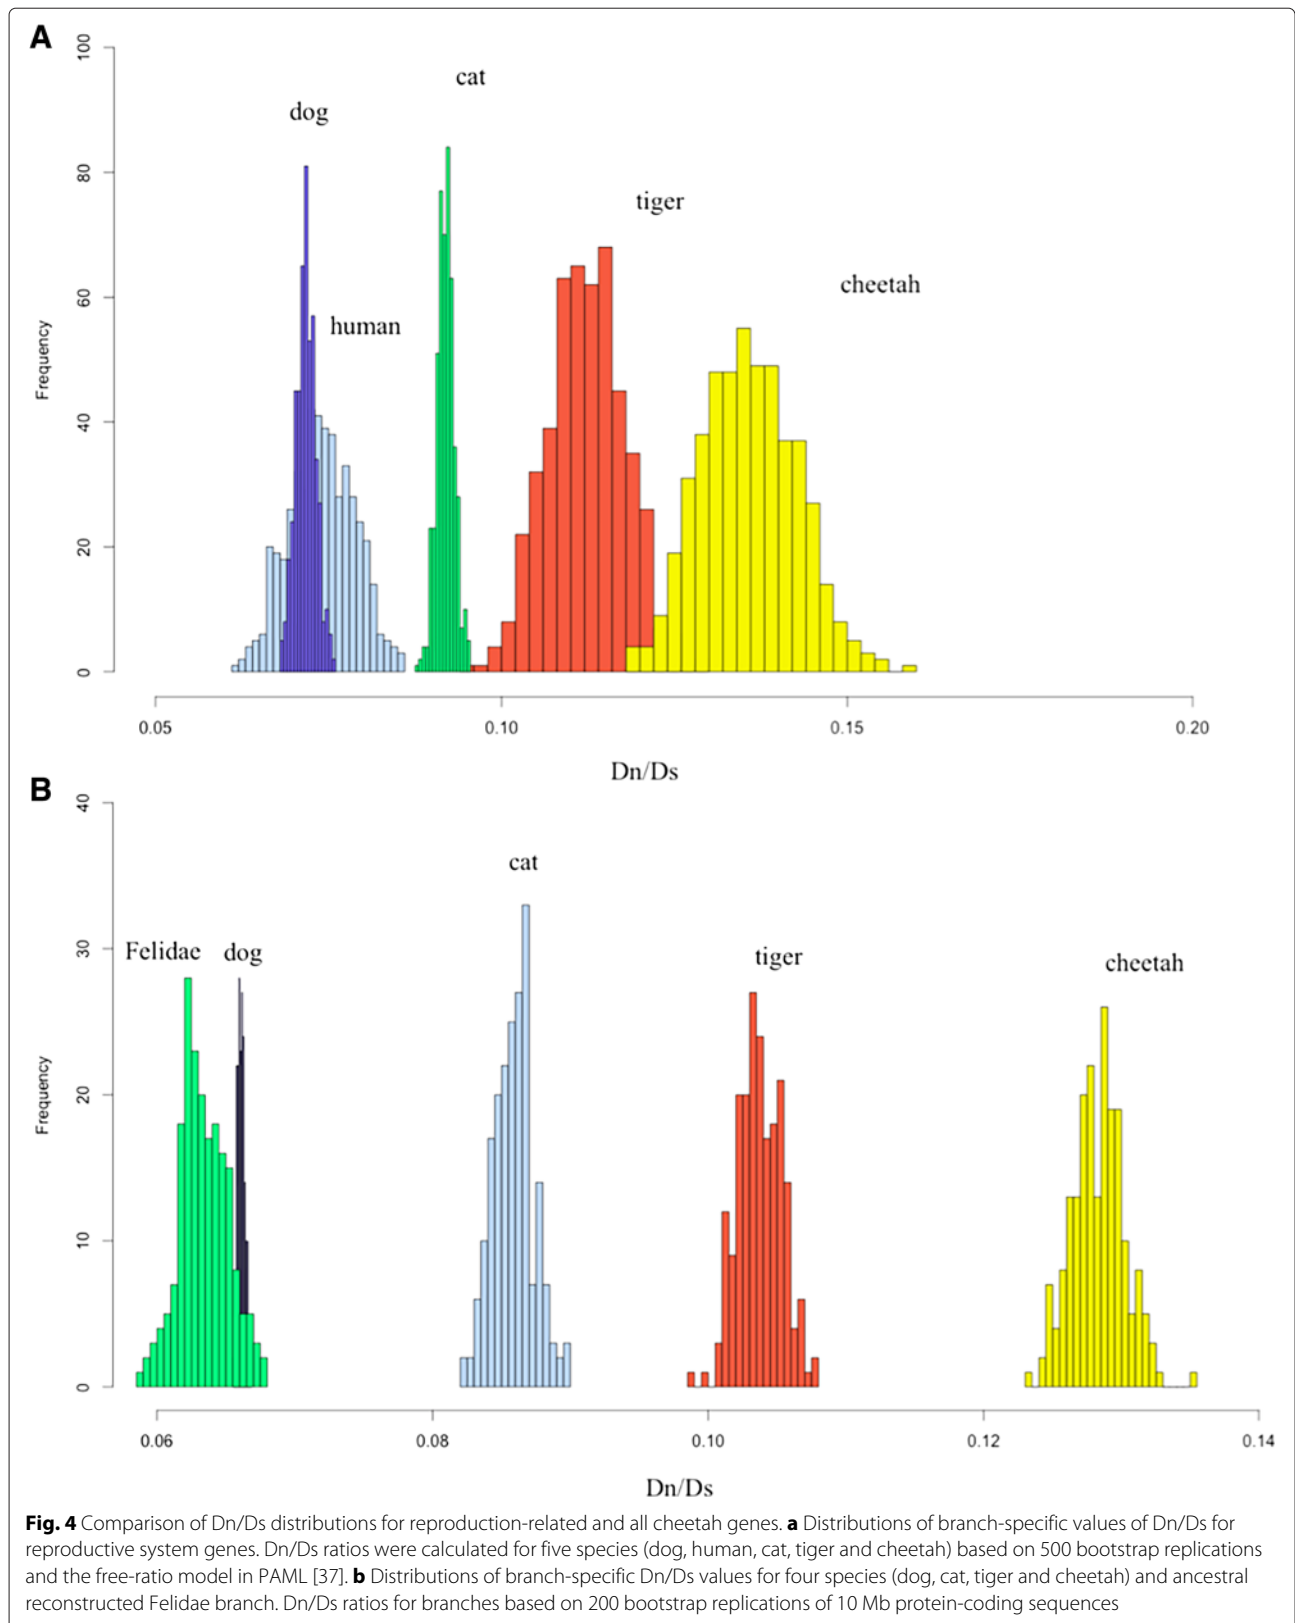 A
100
80
60
40
20
0
Frequency
dog
cat
human
tiger
cheetah
0.05 0.10 0.15 0.20
Dn/Ds
B
40
30
20
10
0
Frequency
Felidae dog
cat
tiger
cheetah
0.06 0.08 0.10 0.12 0.14
Dn/Ds
Fig. 4 Comparison of Dn/Ds distributions for reproduction-related and all cheetah genes. a Distributions of branch-specific values of Dn/Ds for
reproductive system genes. Dn/Ds ratios were calculated for five species (dog, human, cat, tiger and cheetah) based on 500 bootstrap replications
and the free-ratio model in PAML [37]. b Distributions of branch-specific Dn/Ds values for four species (dog, cat, tiger and cheetah) and ancestral
reconstructed Felidae branch. Dn/Ds ratios for branches based on 200 bootstrap replications of 10 Mb protein-coding sequences